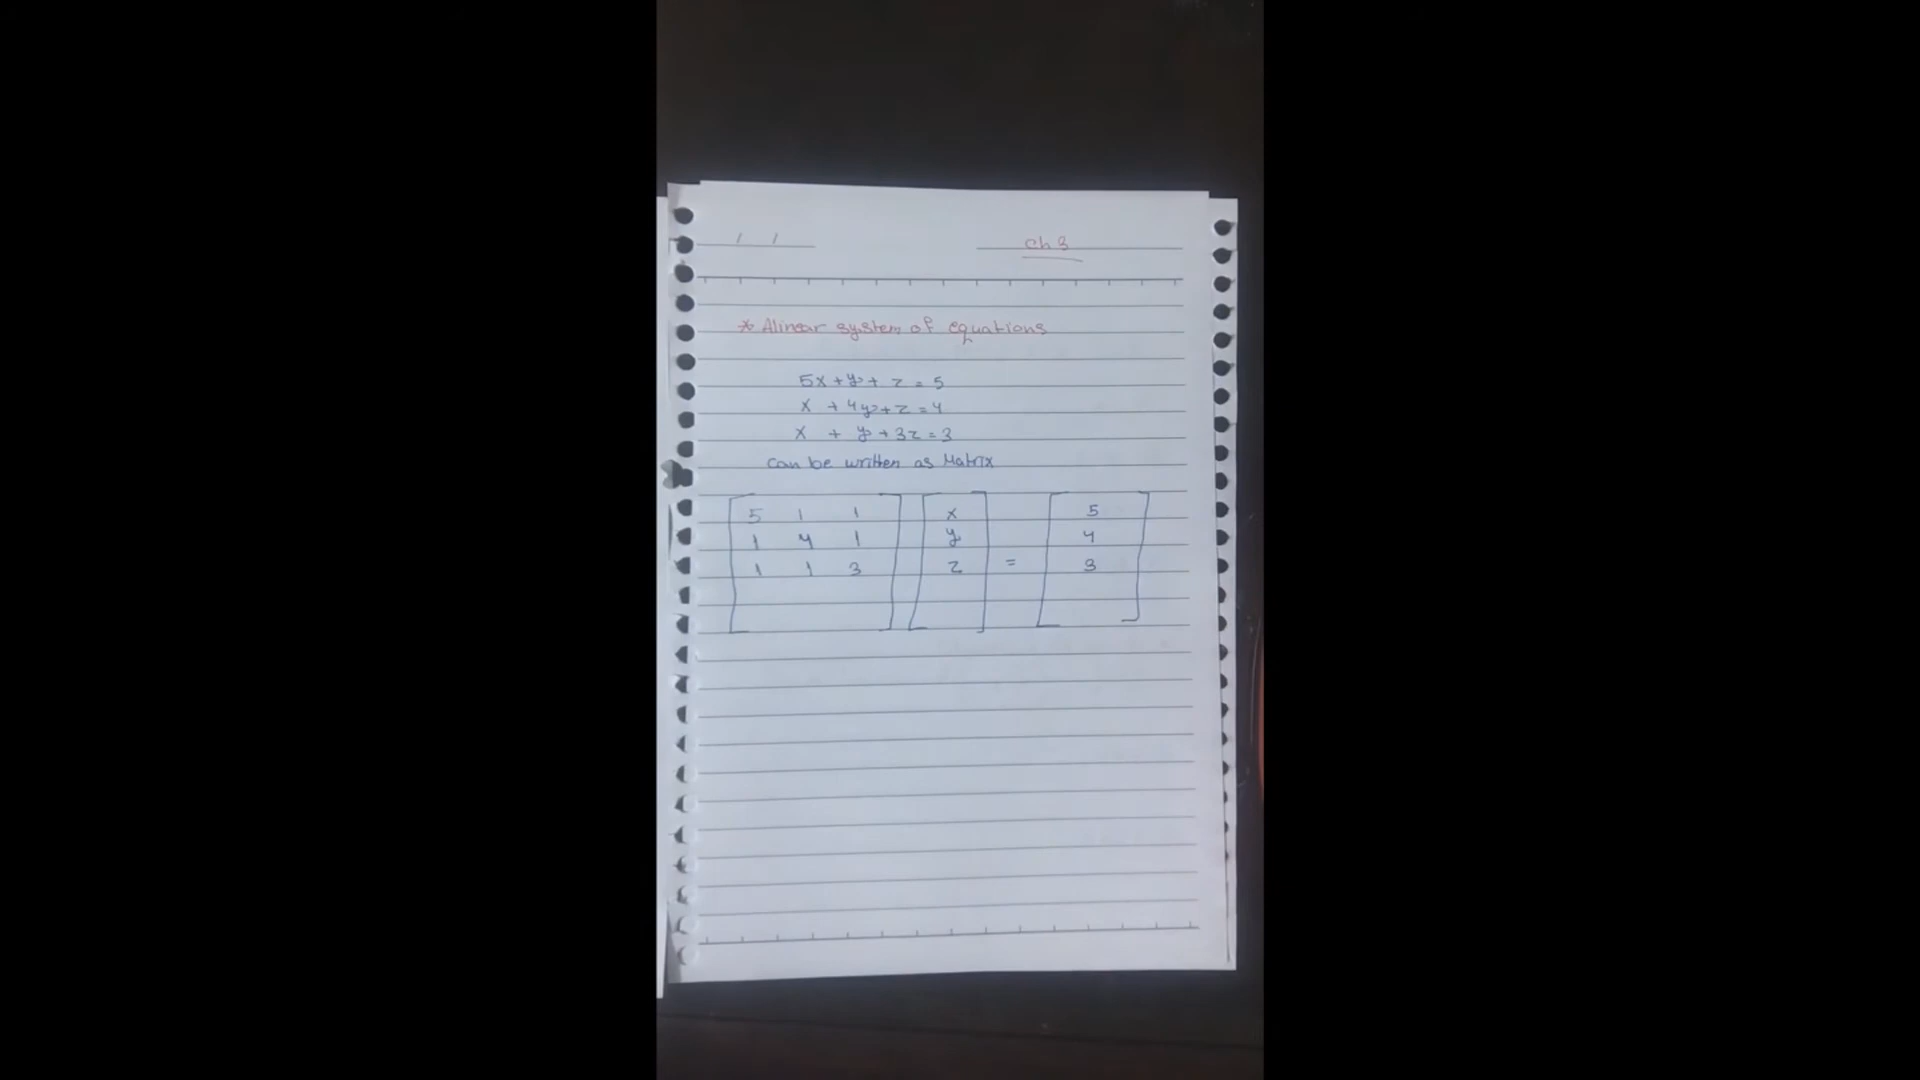 / /
ch 3
* A linear system of equations
5x + y + z = 5
x + 4y + z = 4
x + y + 3z = 3
can be written as Matrix
5 1 1 x 5
1 4 1 y 4
1 1 3 z = 3